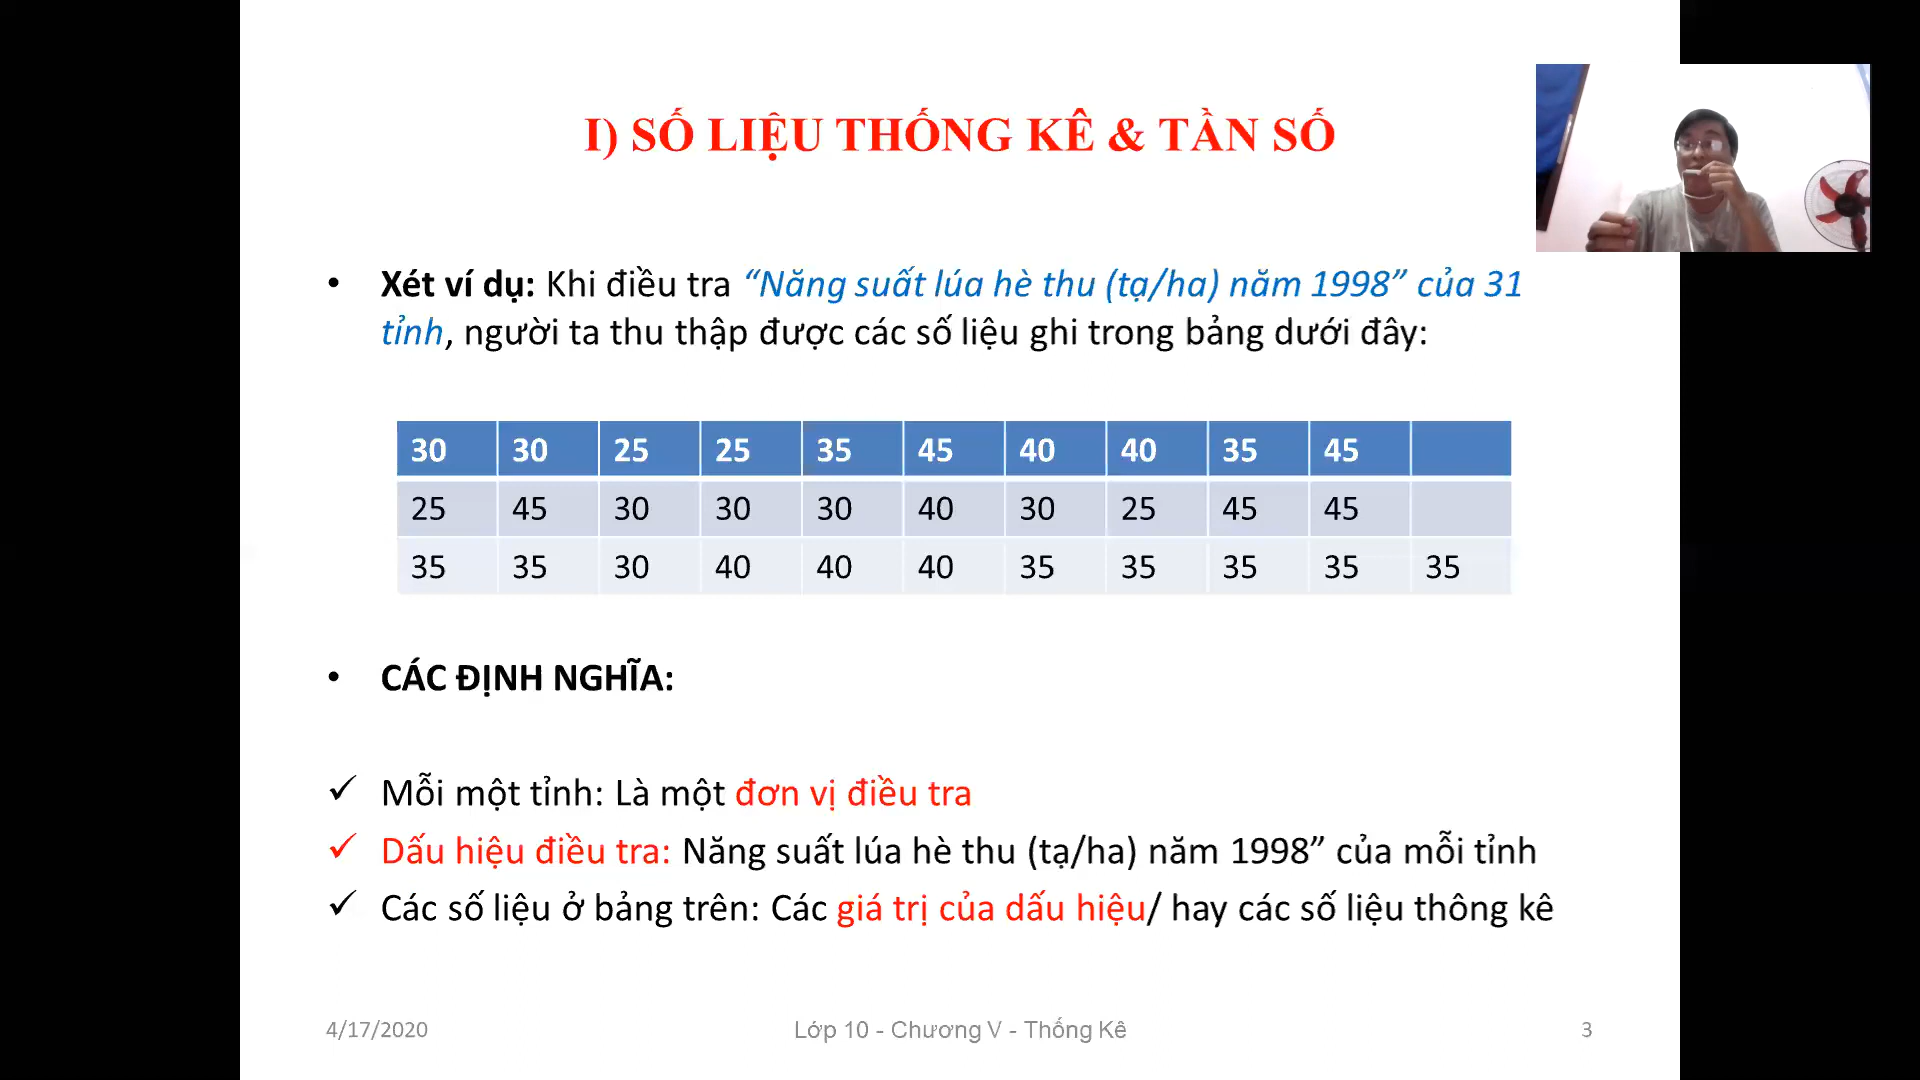 I) SỐ LIỆU THỐNG KÊ & TẦN SỐ
• Xét ví dụ: Khi điều tra “Năng suất lúa hè thu (tạ/ha) năm 1998” của 31
tỉnh, người ta thu thập được các số liệu ghi trong bảng dưới đây:
30 30 25 25 35 45 40 40 35 45
25 45 30 30 30 40 30 25 45 45
35 35 30 40 40 40 35 35 35 35 35
• CÁC ĐỊNH NGHĨA:
✓ Mỗi một tỉnh: Là một đơn vị điều tra
✓ Dấu hiệu điều tra: Năng suất lúa hè thu (tạ/ha) năm 1998” của mỗi tỉnh
✓ Các số liệu ở bảng trên: Các giá trị của dấu hiệu/ hay các số liệu thông kê
4/17/2020 Lớp 10 - Chương V - Thống Kê 3